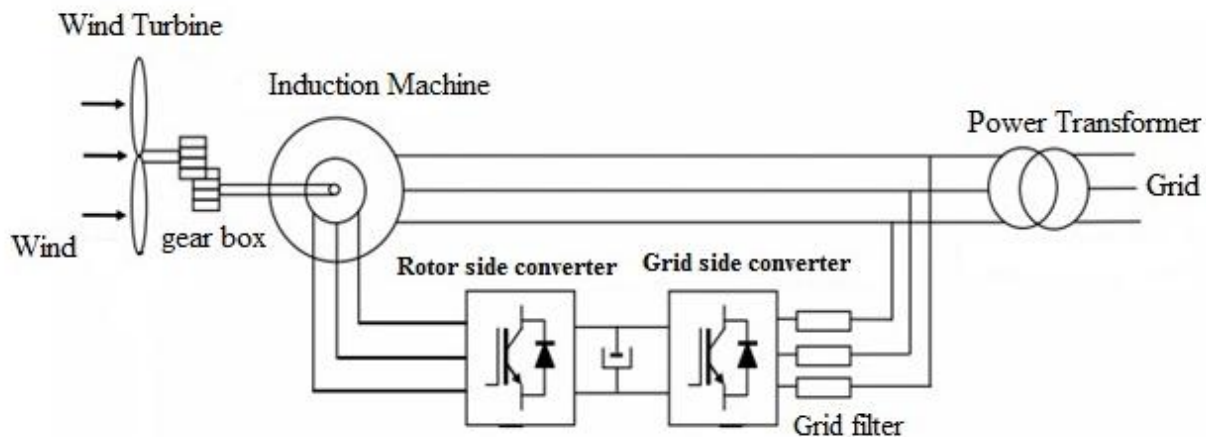 Wind Turbine
Induction Machine
Power Transformer
Grid
Wind
gear box
Rotor side converter
Grid side converter
Grid filter